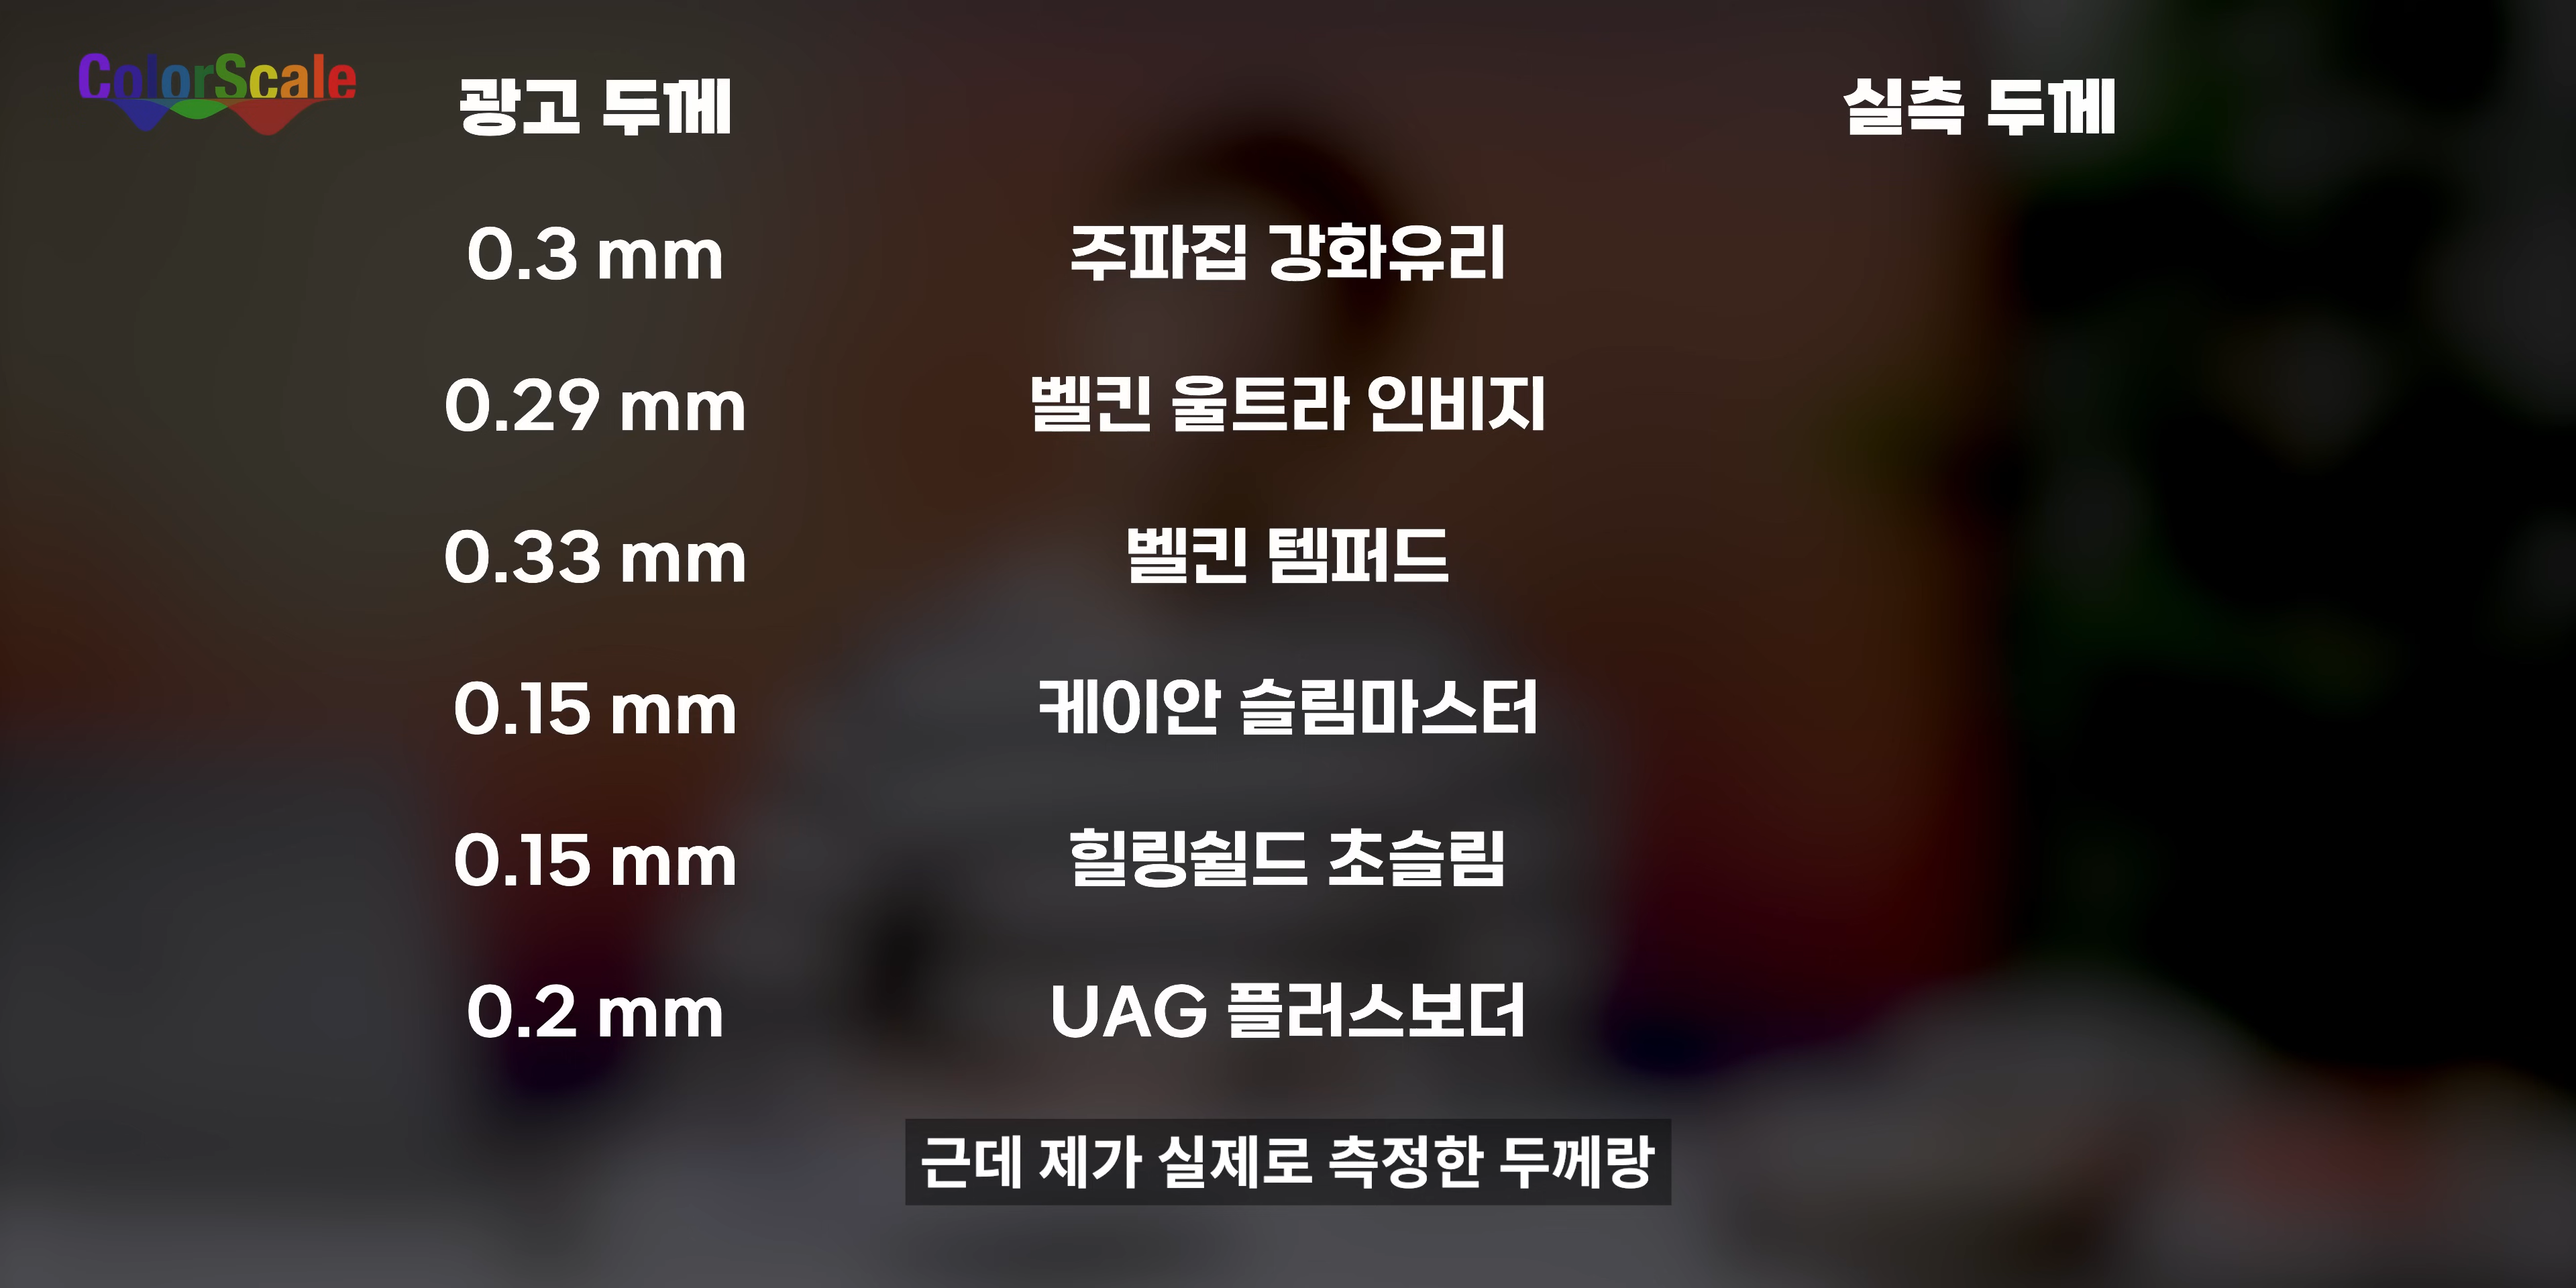 ColorScale
광고 두께 실측 두께
0.3 mm 주파집 강화유리
0.29 mm 벨킨 울트라 인비지
0.33 mm 벨킨 템퍼드
0.15 mm 케이안 슬림마스터
0.15 mm 힐링쉴드 초슬림
0.2 mm UAG 플러스보더
근데 제가 실제로 측정한 두께랑